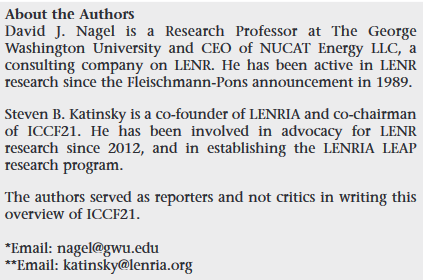 About the Authors
David J. Nagel is a Research Professor at The George
Washington University and CEO of NUCAT Energy LLC, a
consulting company on LENR. He has been active in LENR
research since the Fleischmann-Pons announcement in 1989.
Steven B. Katinsky is a co-founder of LENRIA and co-chairman
of ICCF21. He has been involved in advocacy for LENR
research since 2012, and in establishing the LENRIA LEAP
research program.
The authors served as reporters and not critics in writing this
overview of ICCF21.
*Email: nagel@gwu.edu
**Email: katinsky@lenria.org